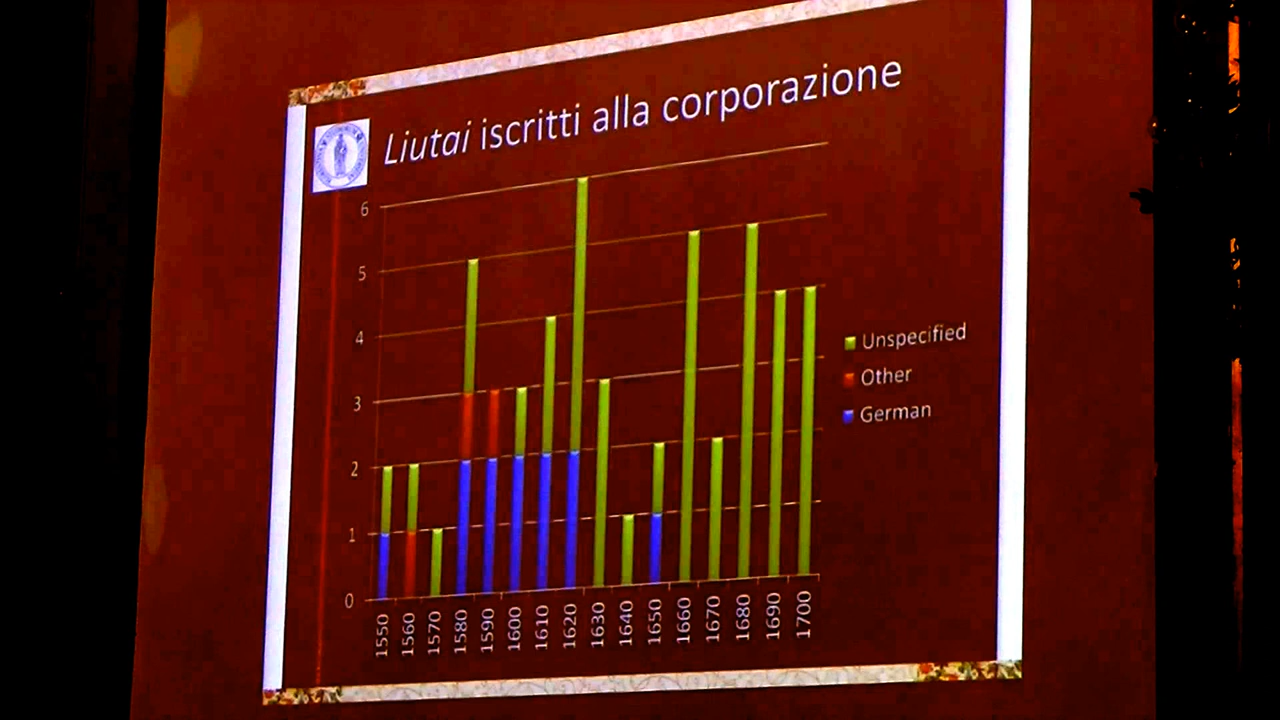 Liutai iscritti alla corporazione
6
5
4
3
2
1
0
1550 1560 1570 1580 1590 1600 1610 1620 1630 1640 1650 1660 1670 1680 1690 1700
Unspecified
Other
German